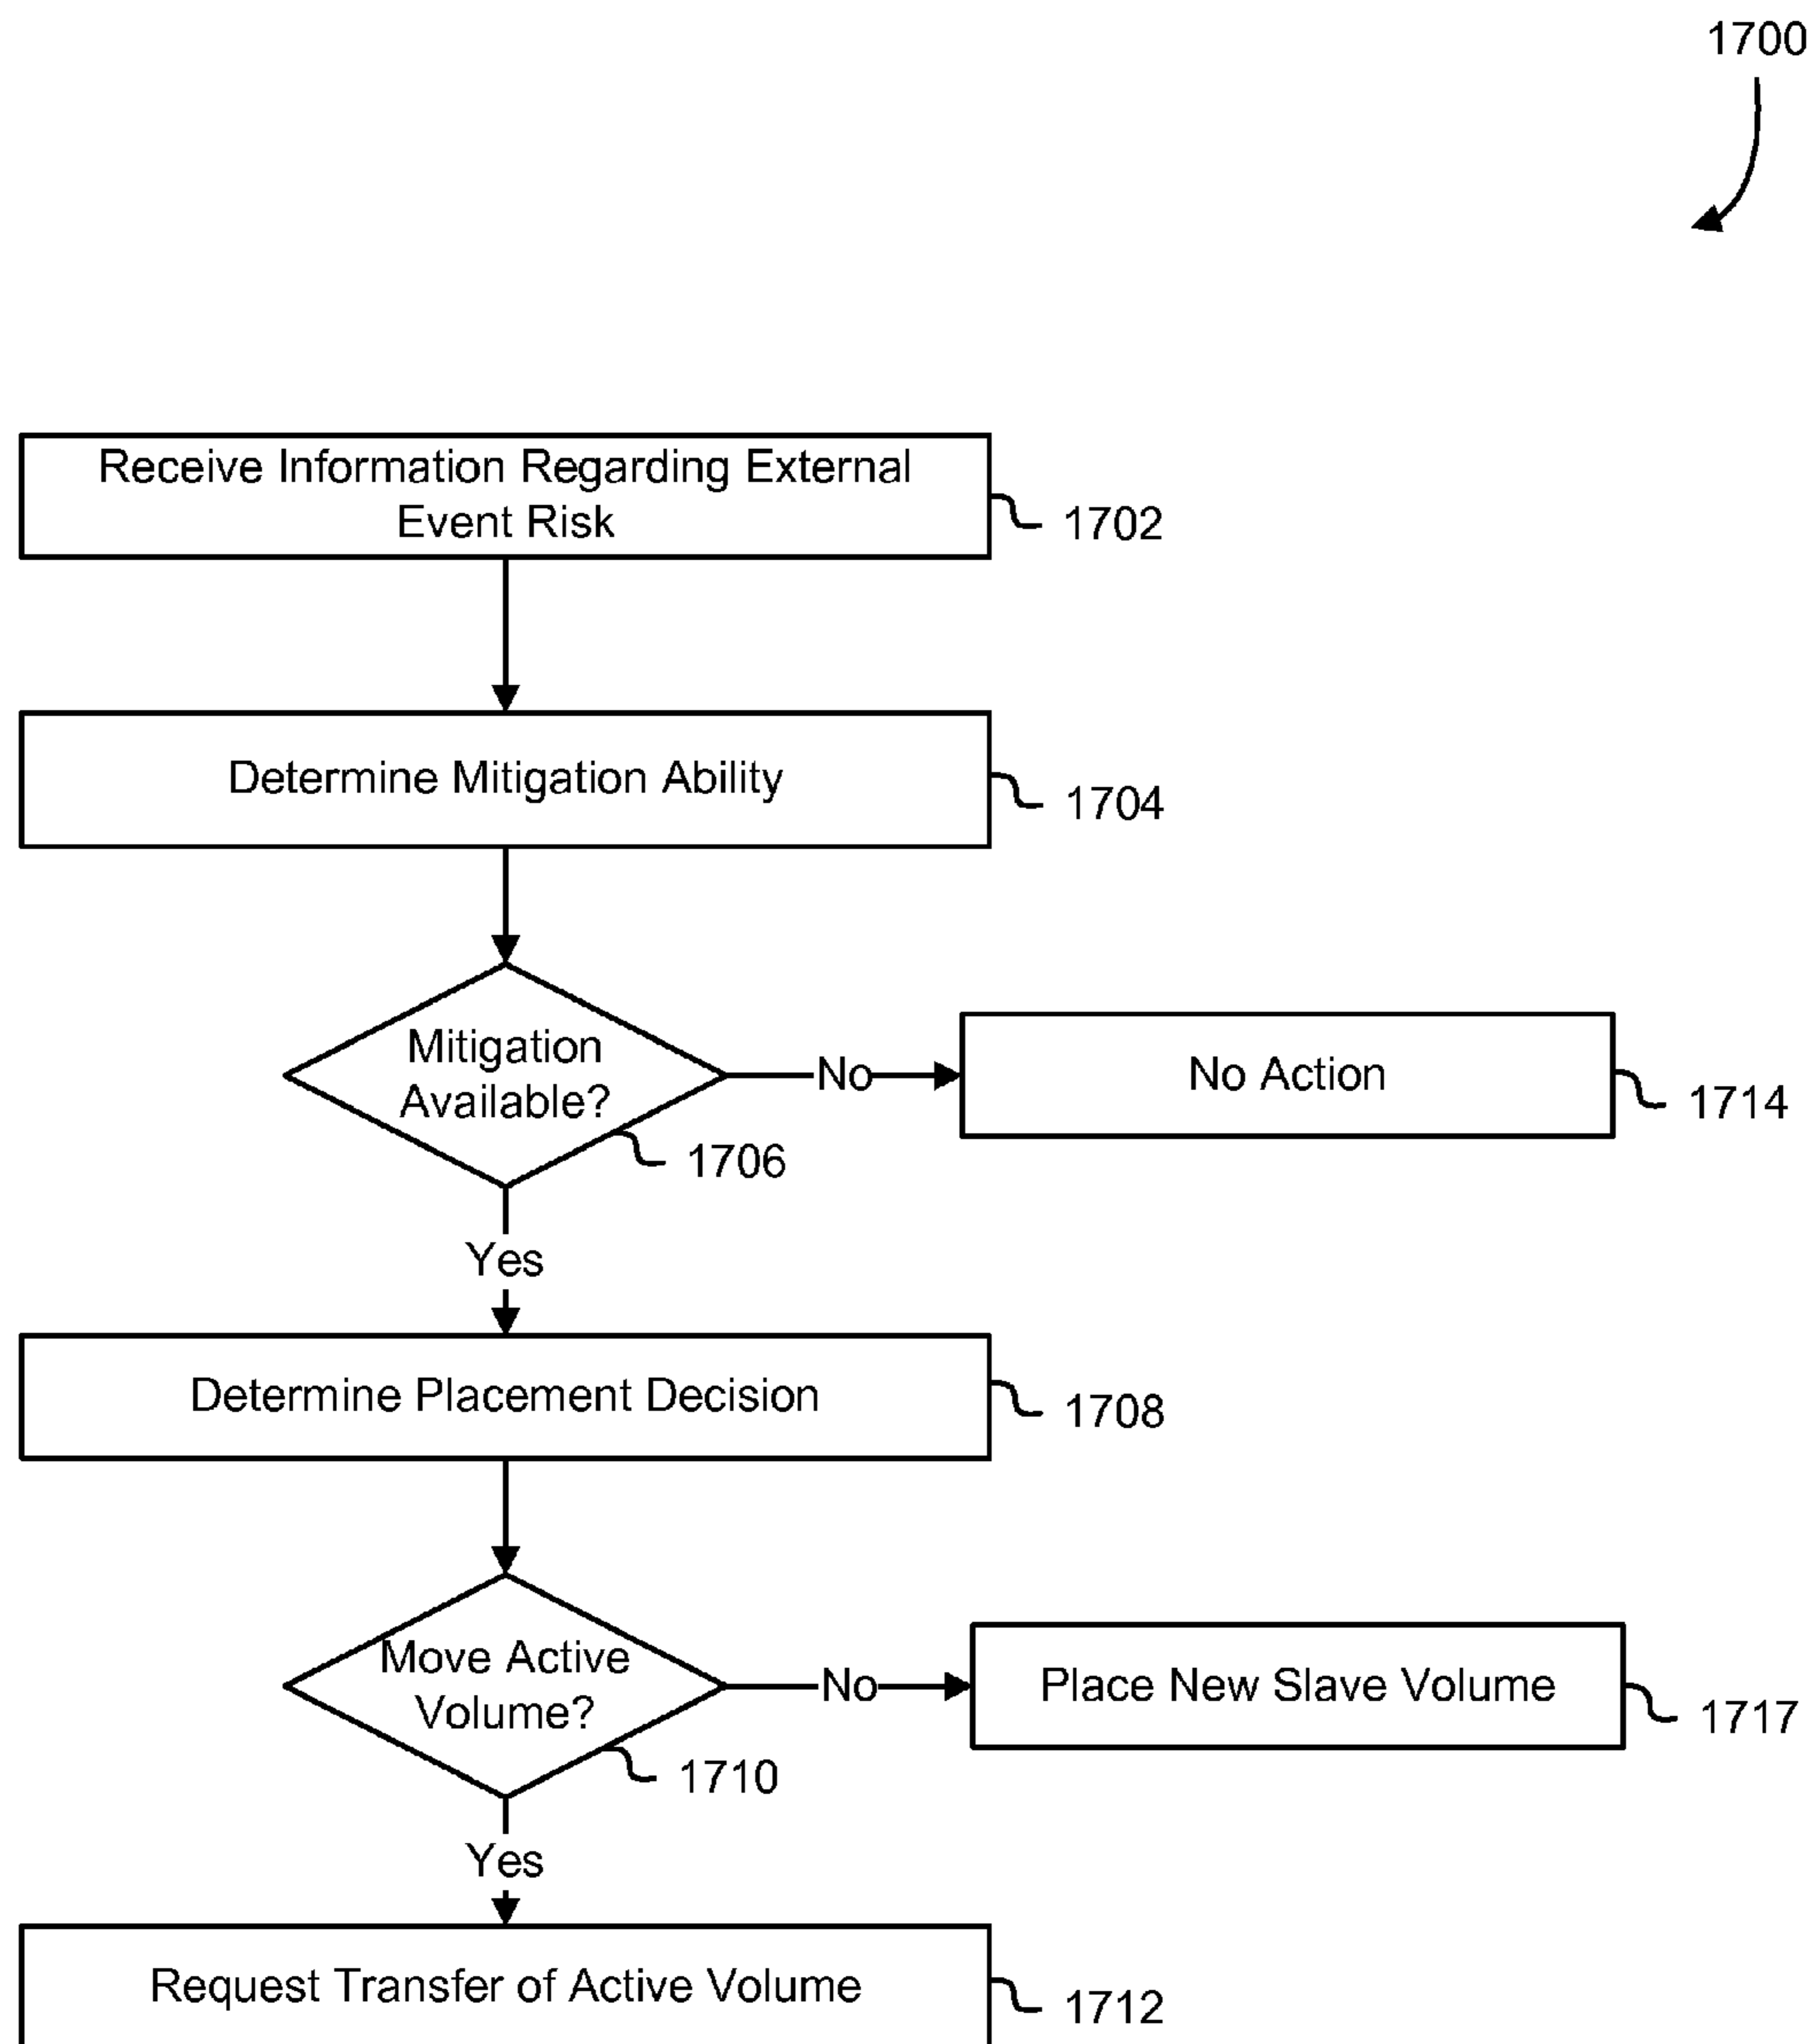 1700
Receive Information Regarding External
Event Risk
1702
Determine Mitigation Ability
1704
Mitigation
Available?
No
No Action
1714
1706
Yes
Determine Placement Decision
1708
Move Active
Volume?
No
Place New Slave Volume
1717
1710
Yes
Request Transfer of Active Volume
1712